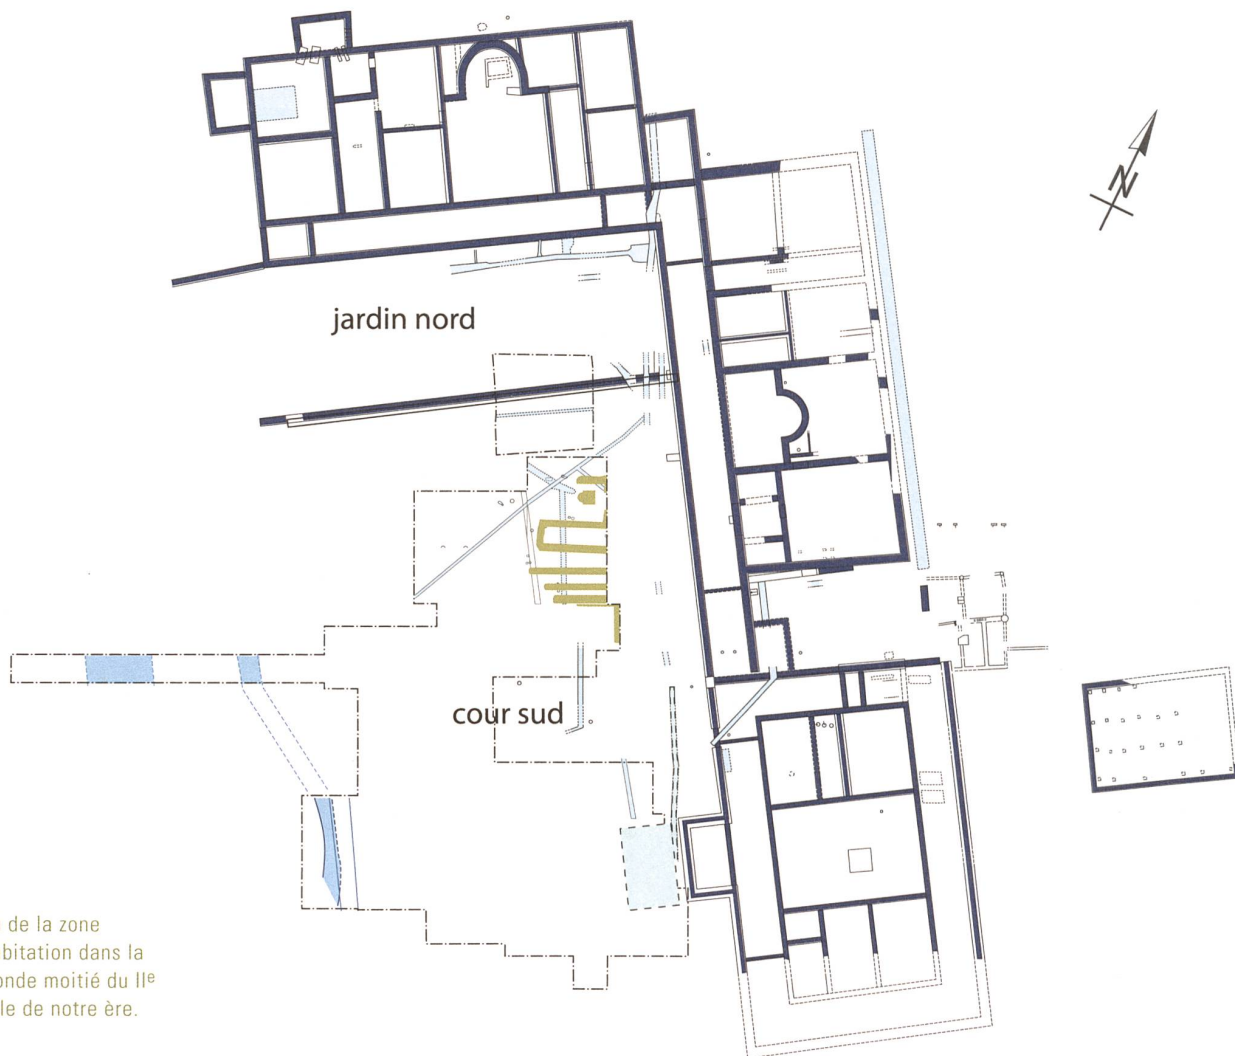 N
jardin nord
cour sud
de la zone
bitation dans la
onde moitié du IIe
le de notre ère.